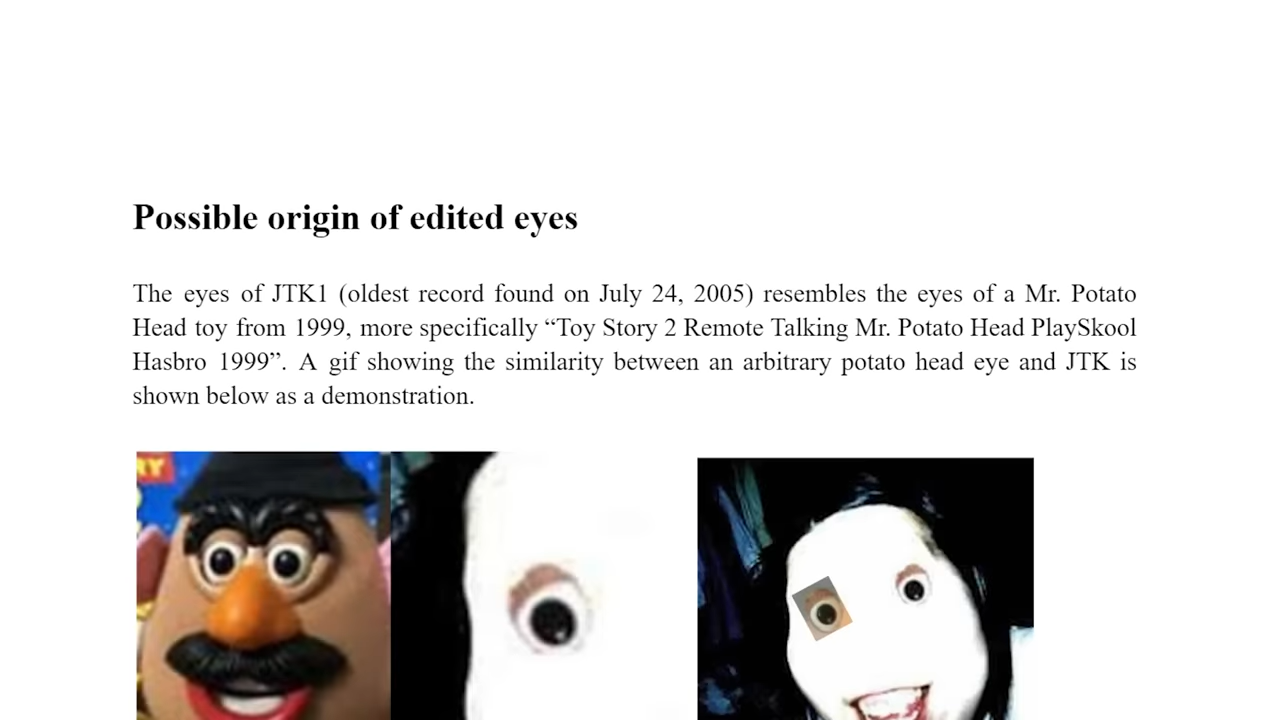 Possible origin of edited eyes
The eyes of JTK1 (oldest record found on July 24, 2005) resembles the eyes of a Mr. Potato
Head toy from 1999, more specifically “Toy Story 2 Remote Talking Mr. Potato Head PlaySkool
Hasbro 1999”. A gif showing the similarity between an arbitrary potato head eye and JTK is
shown below as a demonstration.
RY